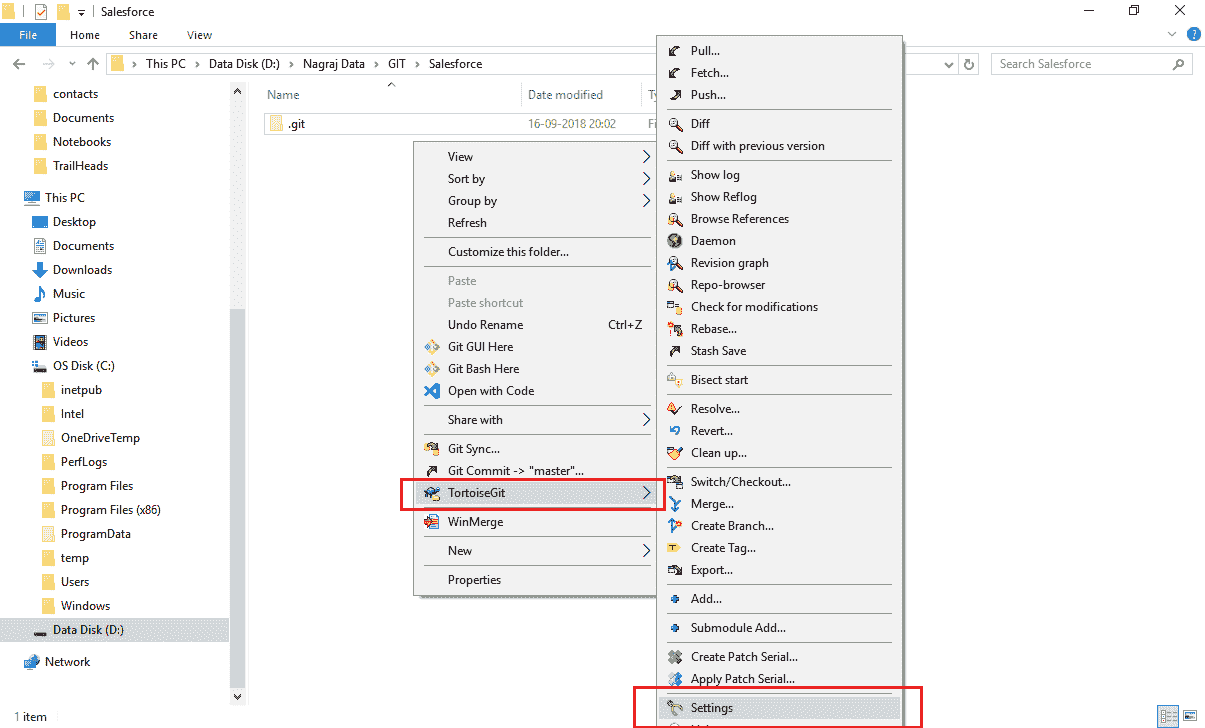 Salesforce
File Home Share View
This PC Data Disk (D:) Nagraj Data GIT Salesforce
Search Salesforce
contacts
Documents
Notebooks
TrailHeads
This PC
Desktop
Documents
Downloads
Music
Pictures
Videos
OS Disk (C:)
inetpub
Intel
OneDriveTemp
PerfLogs
Program Files
Program Files (x86)
ProgramData
temp
Users
Windows
Data Disk (D:)
Network
1 item
Name Date modified
.git 16-09-2018 20:02
View
Sort by
Group by
Refresh
Customize this folder...
Paste
Paste shortcut
Undo Rename Ctrl+Z
Git GUI Here
Git Bash Here
Open with Code
Share with
Git Sync...
Git Commit -> "master"...
TortoiseGit
WinMerge
New
Properties
Pull...
Fetch...
Push...
Diff
Diff with previous version
Show log
Show Reflog
Browse References
Daemon
Revision graph
Repo-browser
Check for modifications
Rebase...
Stash Save
Bisect start
Resolve...
Revert...
Clean up...
Switch/Checkout...
Merge...
Create Branch...
Create Tag...
Export...
Add...
Submodule Add...
Create Patch Serial...
Apply Patch Serial...
Settings